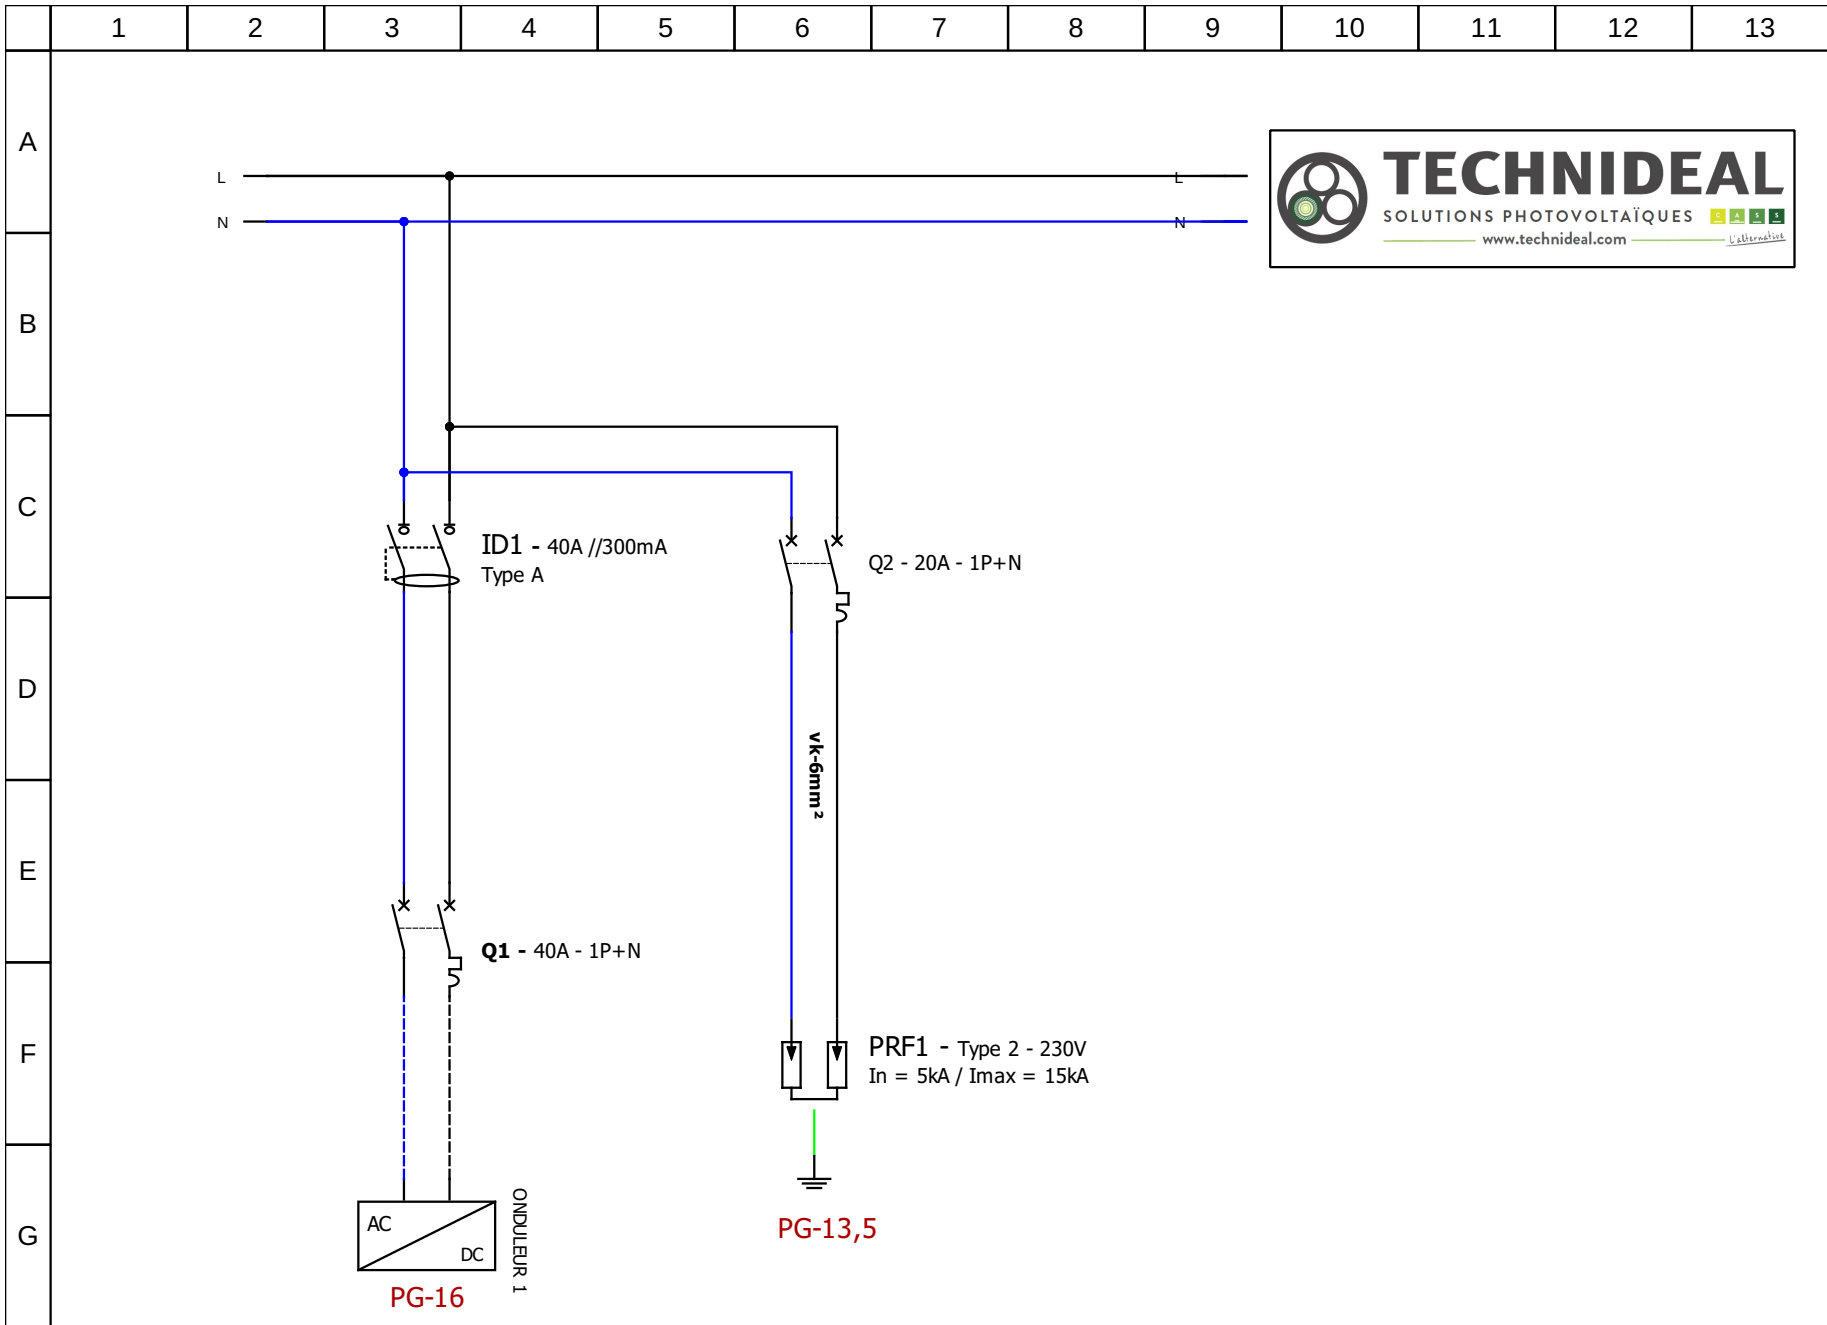 1 2 3 4 5 6 7 8 9 10 11 12 13
A
L L
N N
TECHNIDEAL
SOLUTIONS PHOTOVOLTAÏQUES C A S S
www.technideal.com L'alternative
B
C
ID1 - 40A //300mA
Type A
Q2 - 20A - 1P+N
D
vk-6mm²
E
Q1 - 40A - 1P+N
F
PRF1 - Type 2 - 230V
In = 5kA / Imax = 15kA
G
AC
DC
ONDULEUR 1
PG-13,5
PG-16